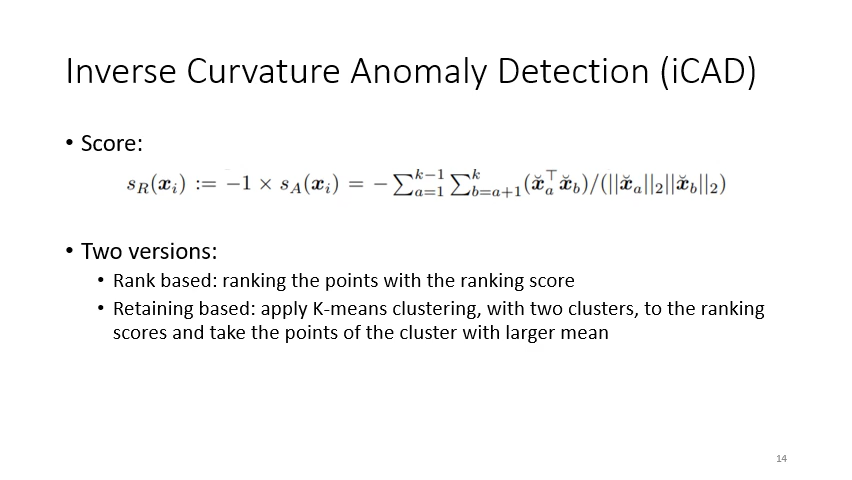 Inverse Curvature Anomaly Detection (iCAD)
• Score:
s_R(x_i) := −1 × s_A(x_i) = − ∑_{a=1}^{k−1} ∑_{b=a+1}^{k} (x̆_a^⊤ x̆_b)/(||x̆_a||_2||x̆_b||_2)
• Two versions:
• Rank based: ranking the points with the ranking score
• Retaining based: apply K-means clustering, with two clusters, to the ranking
scores and take the points of the cluster with larger mean
14